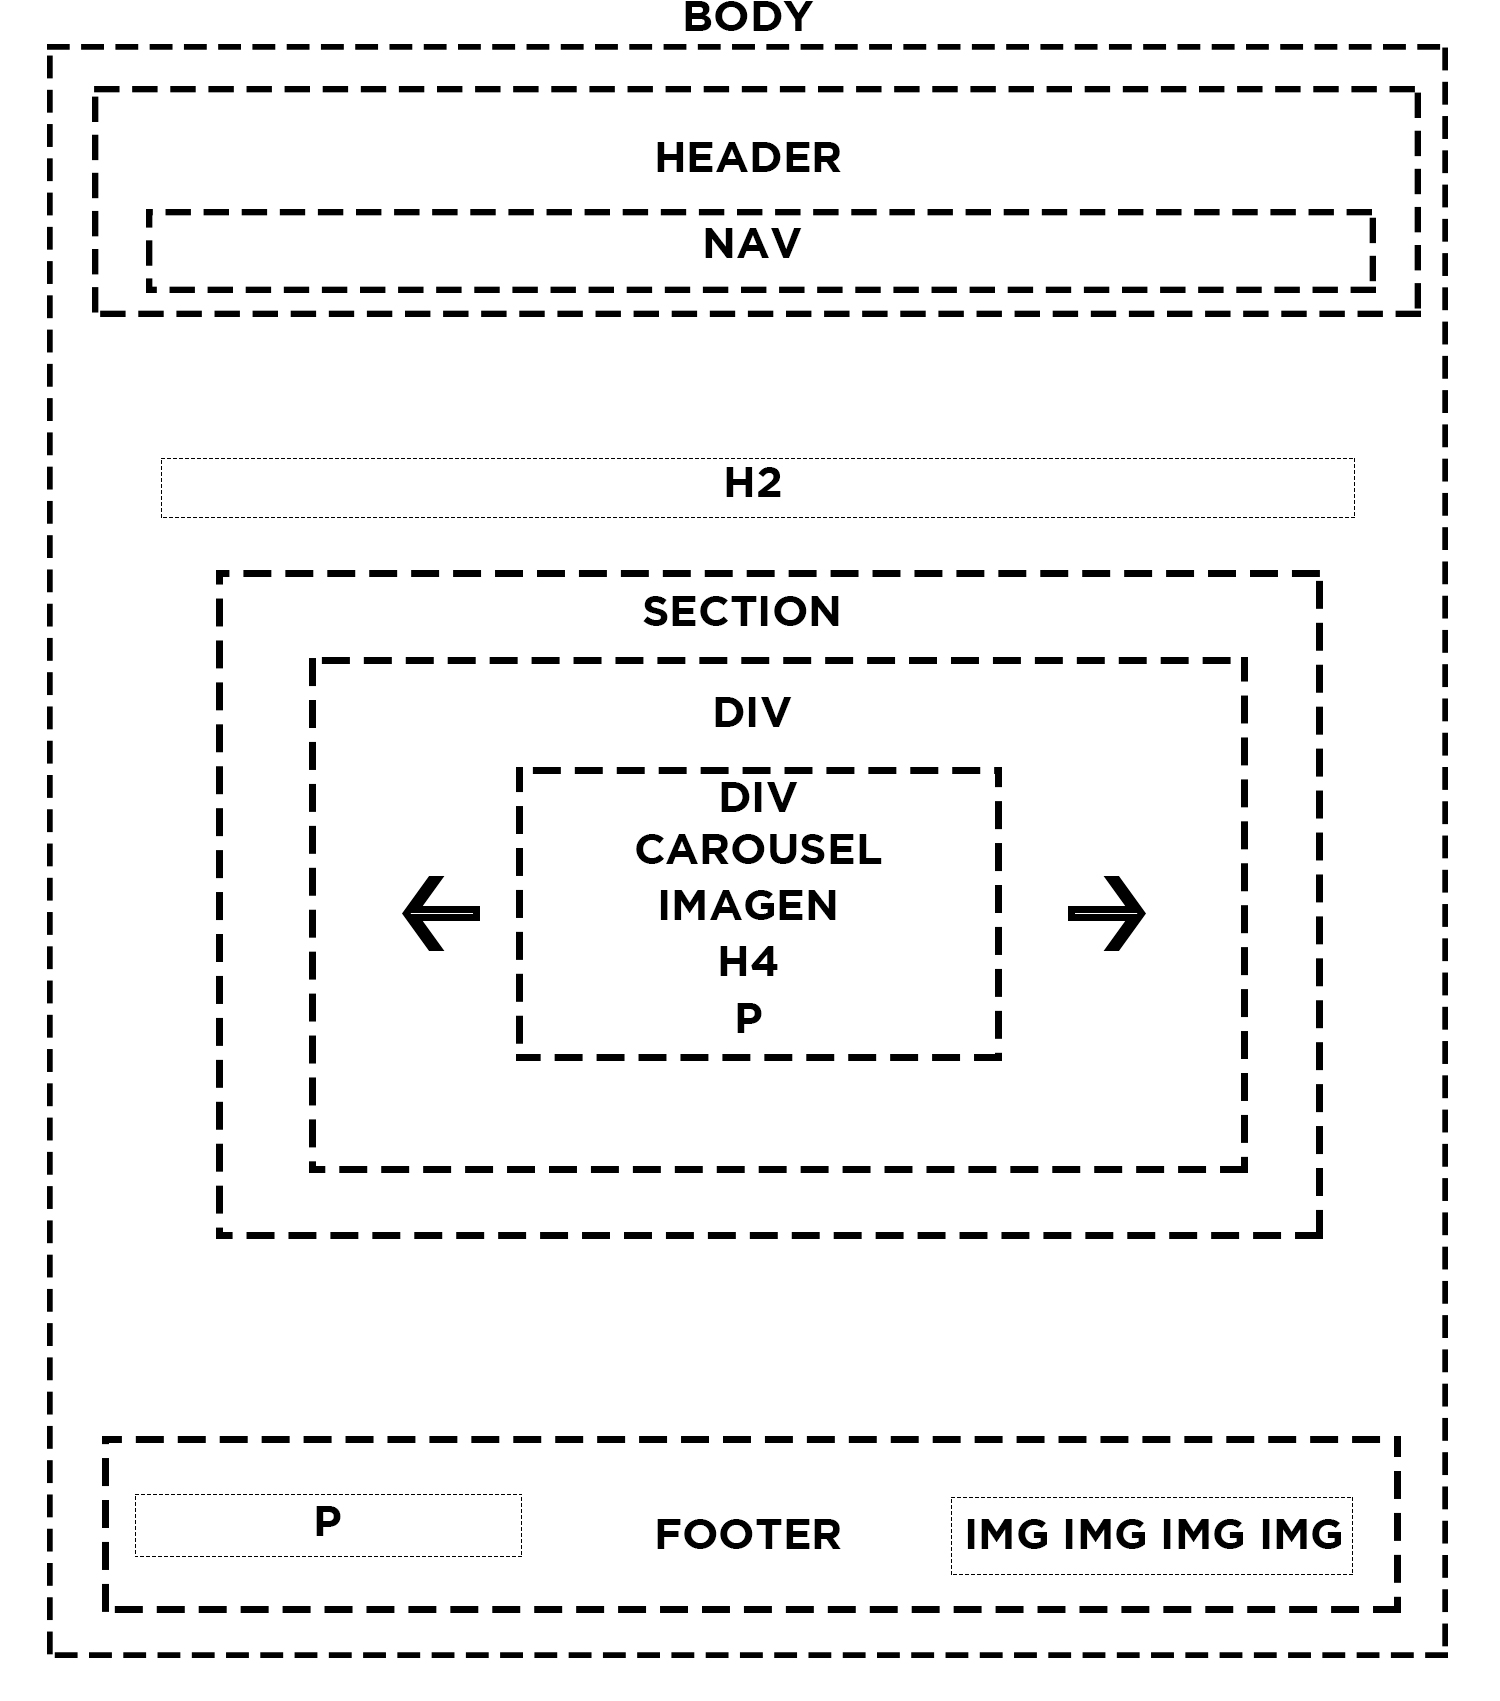 BODY
HEADER
NAV
H2
SECTION
DIV
DIV
CAROUSEL
IMAGEN
H4
P
P
FOOTER
IMG IMG IMG IMG